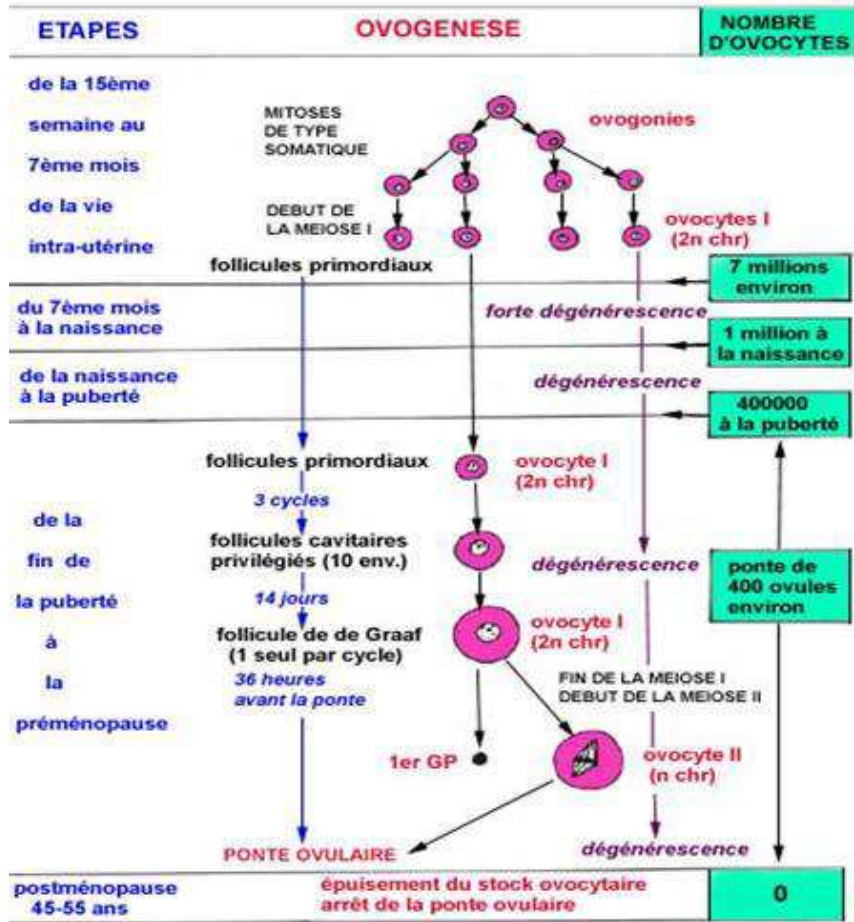 ETAPES
OVOGENESE
NOMBRE
D'OVOCYTES
de la 15ème
semaine au
7ème mois
de la vie
intra-utérine
MITOSES
DE TYPE
SOMATIQUE
ovogonies
DEBUT DE
LA MEIOSE I
ovocytes I
(2n chr)
follicules primordiaux
7 millions
environ
du 7ème mois
à la naissance
forte dégénérescence
1 million à
la naissance
de la naissance
à la puberté
dégénérescence
400000
à la puberté
follicules primordiaux
ovocyte I
(2n chr)
3 cycles
de la
fin de
la puberté
à
la
préménopause
follicules cavitaires
privilégiés (10 env.)
dégénérescence
ponte de
400 ovules
environ
14 jours
follicule de de Graaf
(1 seul par cycle)
ovocyte I
(2n chr)
36 heures
avant la ponte
FIN DE LA MEIOSE I
DEBUT DE LA MEIOSE II
1er GP
ovocyte II
(n chr)
PONTE OVULAIRE
dégénérescence
postménopause
45-55 ans
épuisement du stock ovocytaire
arrêt de la ponte ovulaire
0